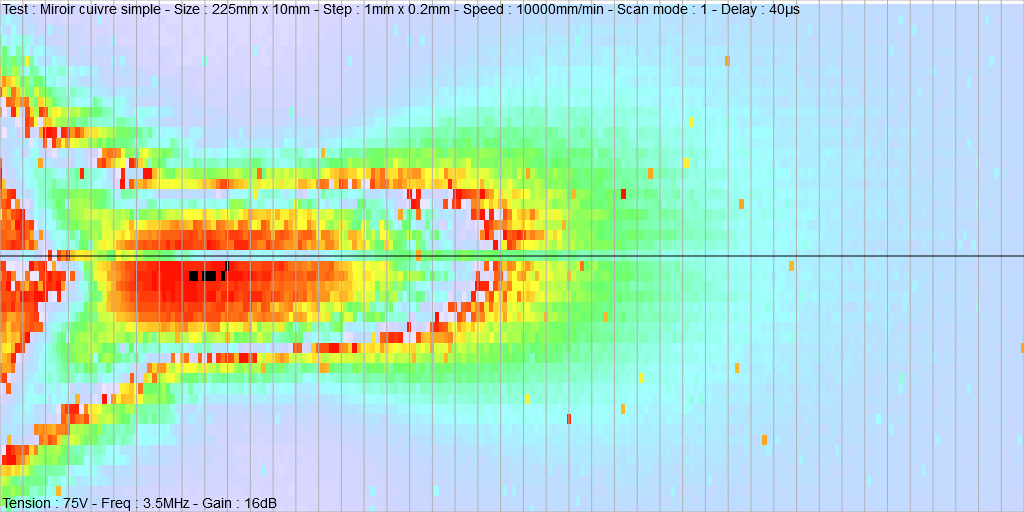 Test : Miroir cuivre simple - Size : 225mm x 10mm - Step : 1mm x 0.2mm - Speed : 10000mm/min - Scan mode : 1 - Delay : 40µs
Tension : 75V - Freq : 3.5MHz - Gain : 16dB